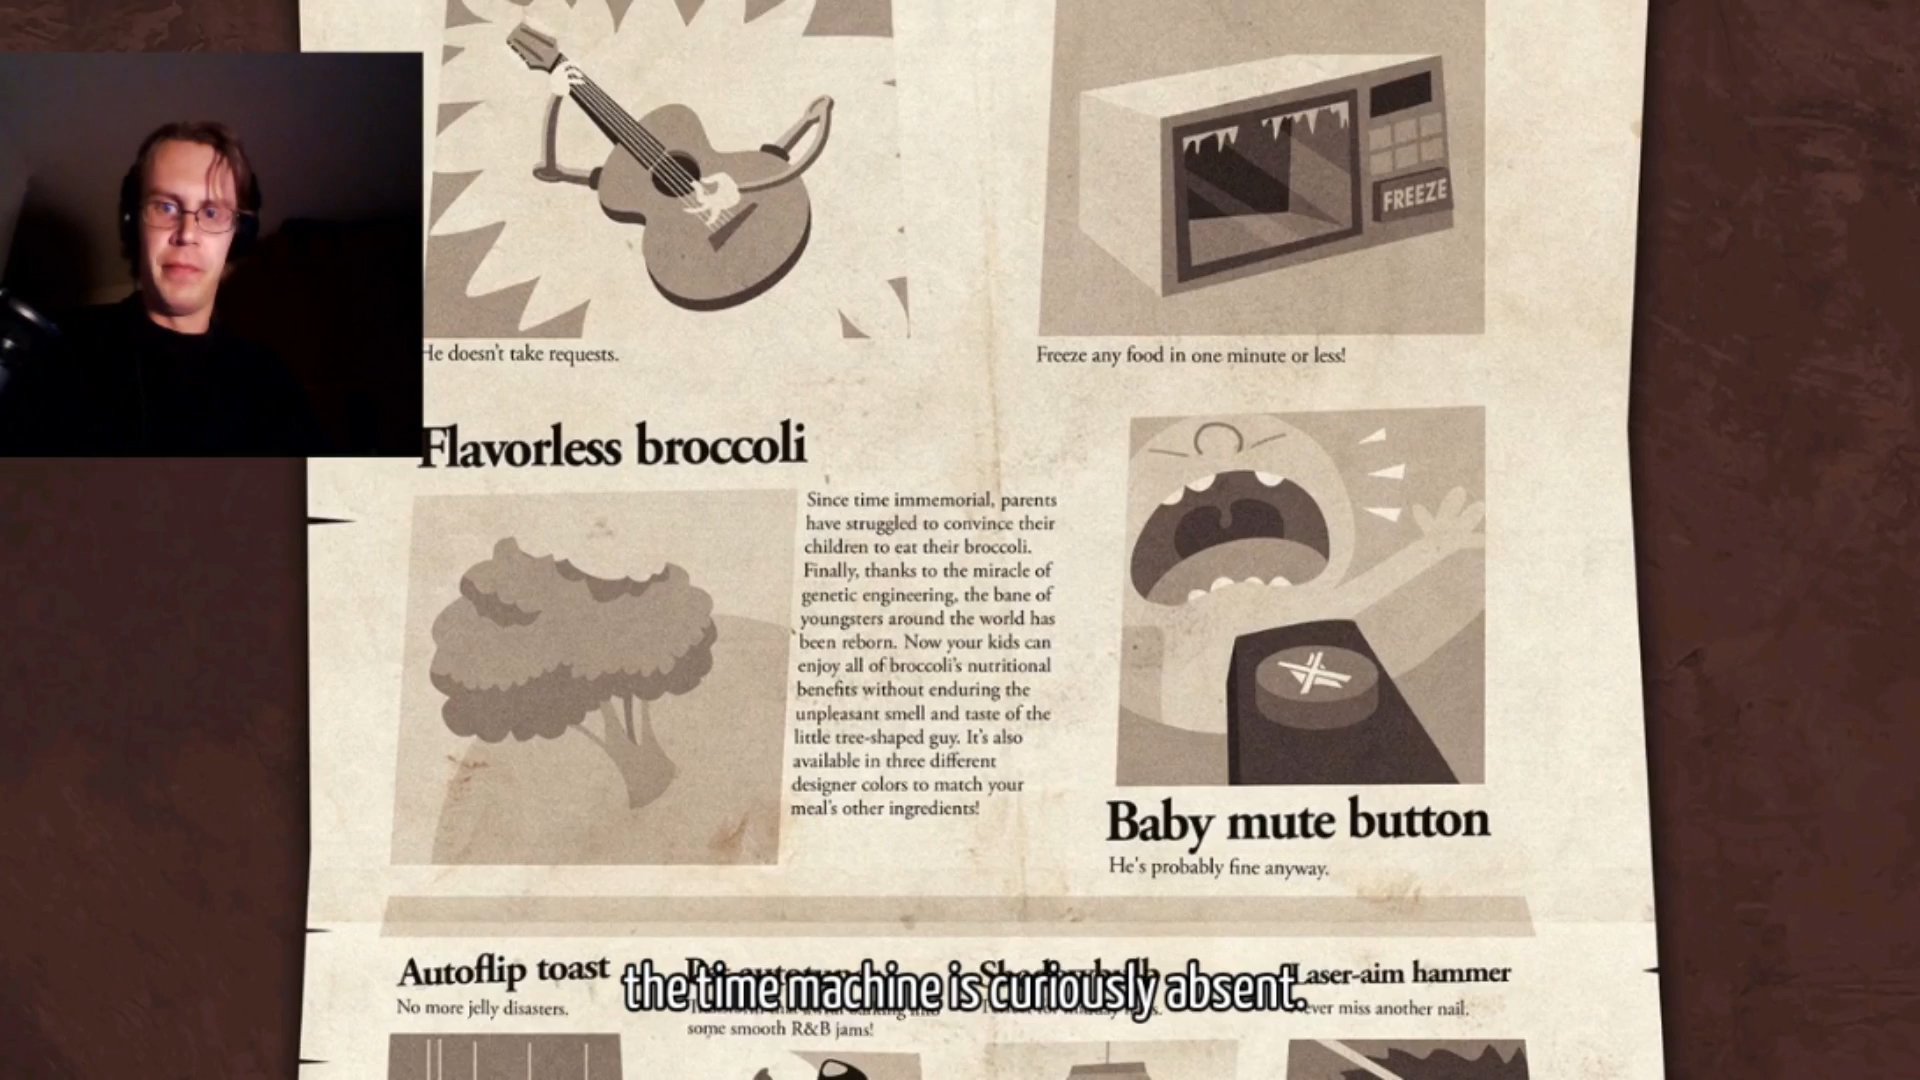 FREEZE
He doesn't take requests.
Freeze any food in one minute or less!
Flavorless broccoli
Since time immemorial, parents
have struggled to convince their
children to eat their broccoli.
Finally, thanks to the miracle of
genetic engineering, the bane of
youngsters around the world has
been reborn. Now your kids can
enjoy all of broccoli's nutritional
benefits without enduring the
unpleasant smell and taste of the
little tree-shaped guy. It's also
available in three different
designer colors to match your
meal's other ingredients!
Baby mute button
He's probably fine anyway.
Autoflip toast
No more jelly disasters.
some smooth R&B jams!
Laser-aim hammer
miss another nail.
the time machine is curiously absent.